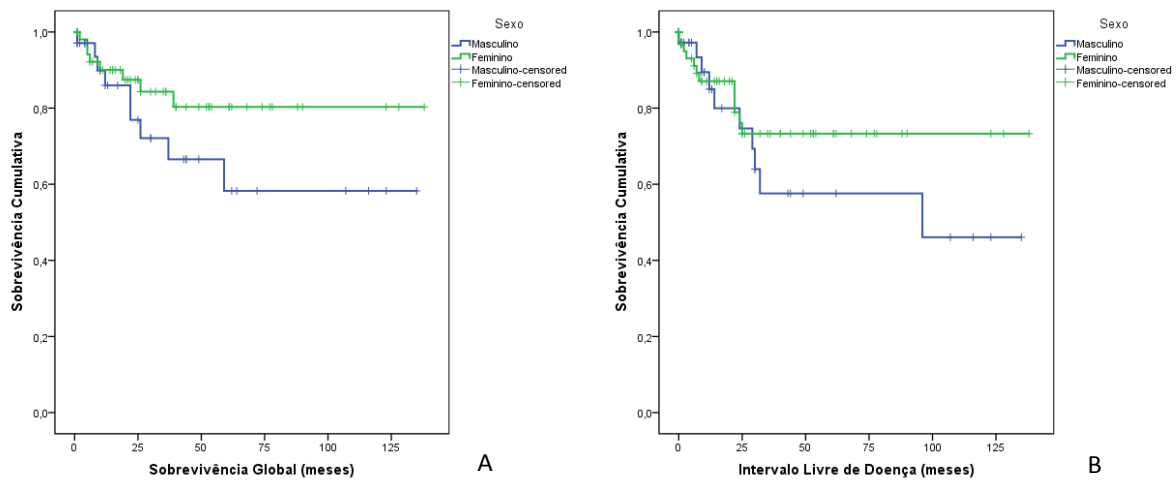 Sexo
Masculino
Feminino
Masculino-censored
Feminino-censored
1,0
0,8
0,6
0,4
0,2
0,0
Sobrevivência Cumulativa
0 25 50 75 100 125
Sobrevivência Global (meses)
A
Sexo
Masculino
Feminino
Masculino-censored
Feminino-censored
1,0
0,8
0,6
0,4
0,2
0,0
Sobrevivência Cumulativa
0 25 50 75 100 125
Intervalo Livre de Doença (meses)
B